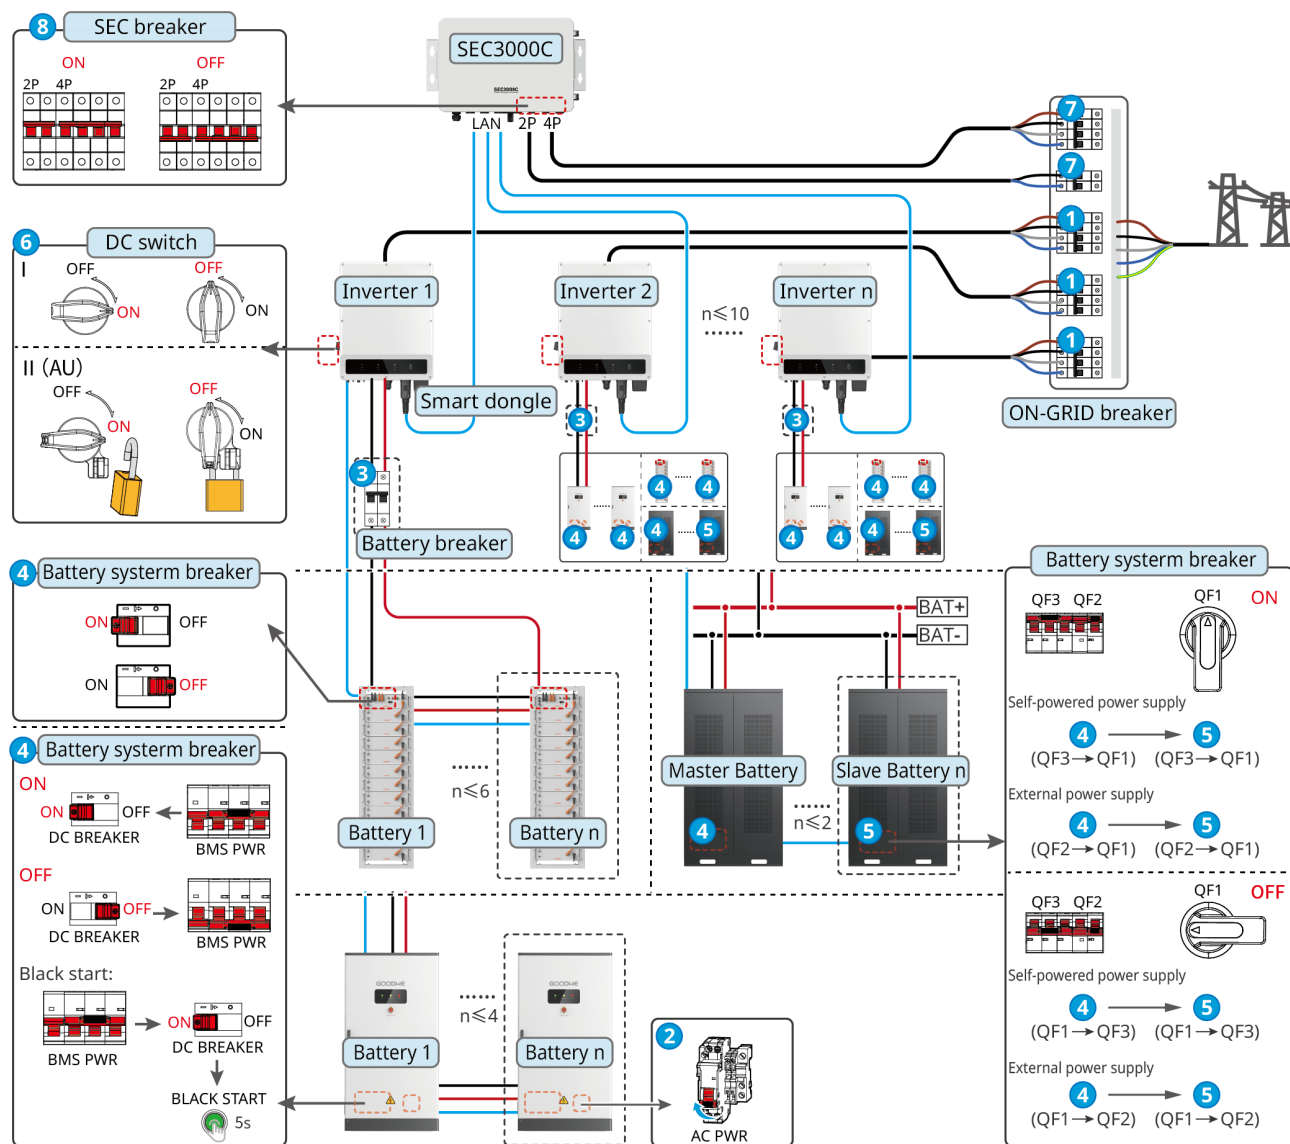 8 SEC breaker
ON OFF
2P 4P 2P 4P
SEC3000C
SEC3000C
LAN 2P 4P
7
7
1
1
1
ON-GRID breaker
6 DC switch
I
OFF
ON
OFF
ON
II (AU)
OFF
ON
OFF
ON
Inverter 1
Inverter 2
n≤10
Inverter n
Smart dongle
3
Battery breaker
3
4 4
4 4
4 5
3
4 4
4 4
4 5
4 Battery systerm breaker
ON OFF
ON OFF
4 Battery systerm breaker
ON
ON OFF
DC BREAKER
BMS PWR
OFF
ON OFF
DC BREAKER
BMS PWR
Black start:
BMS PWR
ON OFF
DC BREAKER
BLACK START
5s
Battery 1
n≤6
Battery n
BAT+
BAT-
Master Battery
4
n≤2
Slave Battery n
5
GOODWE
Battery 1
n≤4
GOODWE
Battery n
2
AC PWR
Battery systerm breaker
QF3 QF2 QF1 ON
Self-powered power supply
4 → 5
(QF3→QF1) (QF3→QF1)
External power supply
4 → 5
(QF2→QF1) (QF2→QF1)
QF3 QF2 QF1 OFF
Self-powered power supply
4 → 5
(QF1→QF3) (QF1→QF3)
External power supply
4 → 5
(QF1→QF2) (QF1→QF2)